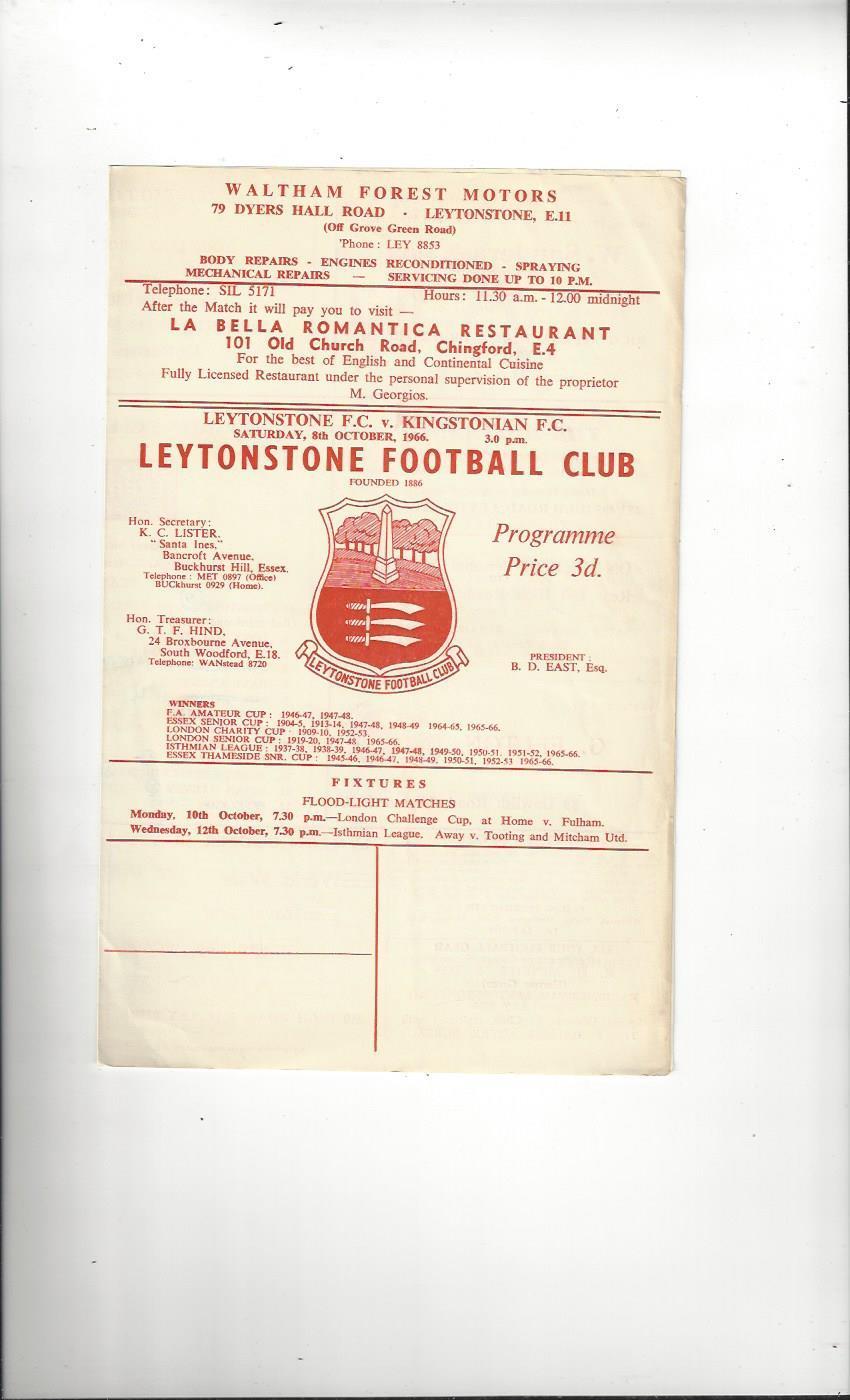 WALTHAM FOREST MOTORS
79 DYERS HALL ROAD - LEYTONSTONE, E.11
(Off Grove Green Road)
'Phone: LEY 8853
BODY REPAIRS - ENGINES RECONDITIONED - SPRAYING
MECHANICAL REPAIRS — SERVICING DONE UP TO 10 P.M.
Telephone: SIL 5171 Hours: 11.30 a.m. - 12.00 midnight
After the Match it will pay you to visit —
LA BELLA ROMANTICA RESTAURANT
101 Old Church Road, Chingford, E.4
For the best of English and Continental Cuisine
Fully Licensed Restaurant under the personal supervision of the proprietor
M. Georgios.
LEYTONSTONE F.C. v. KINGSTONIAN F.C.
SATURDAY, 8th OCTOBER, 1966. 3.0 p.m.
LEYTONSTONE FOOTBALL CLUB
FOUNDED 1886
Hon. Secretary:
K. C. LISTER,
"Santa Ines,"
Bancroft Avenue,
Buckhurst Hill, Essex.
Telephone: MET 0897 (Office)
BUCkhurst 0929 (Home).
Hon. Treasurer:
G. T. F. HIND,
24 Broxbourne Avenue,
South Woodford, E.18.
Telephone: WANstead 8720
LEYTONSTONE FOOTBALL CLUB
Programme
Price 3d.
PRESIDENT:
B. D. EAST, Esq.
WINNERS
F.A. AMATEUR CUP: 1946-47, 1947-48.
ESSEX SENIOR CUP: 1904-5, 1913-14, 1947-48, 1948-49 1964-65, 1965-66.
LONDON CHARITY CUP: 1909-10, 1952-53.
LONDON SENIOR CUP: 1919-20, 1947-48 1965-66.
ISTHMIAN LEAGUE: 1937-38, 1938-39, 1946-47, 1947-48, 1949-50, 1950-51, 1951-52, 1965-66.
ESSEX THAMESIDE SNR. CUP: 1945-46, 1946-47, 1948-49, 1950-51, 1952-53 1965-66.
FIXTURES
FLOOD-LIGHT MATCHES
Monday, 10th October, 7.30 p.m.—London Challenge Cup, at Home v. Fulham.
Wednesday, 12th October, 7.30 p.m.—Isthmian League. Away v. Tooting and Mitcham Utd.